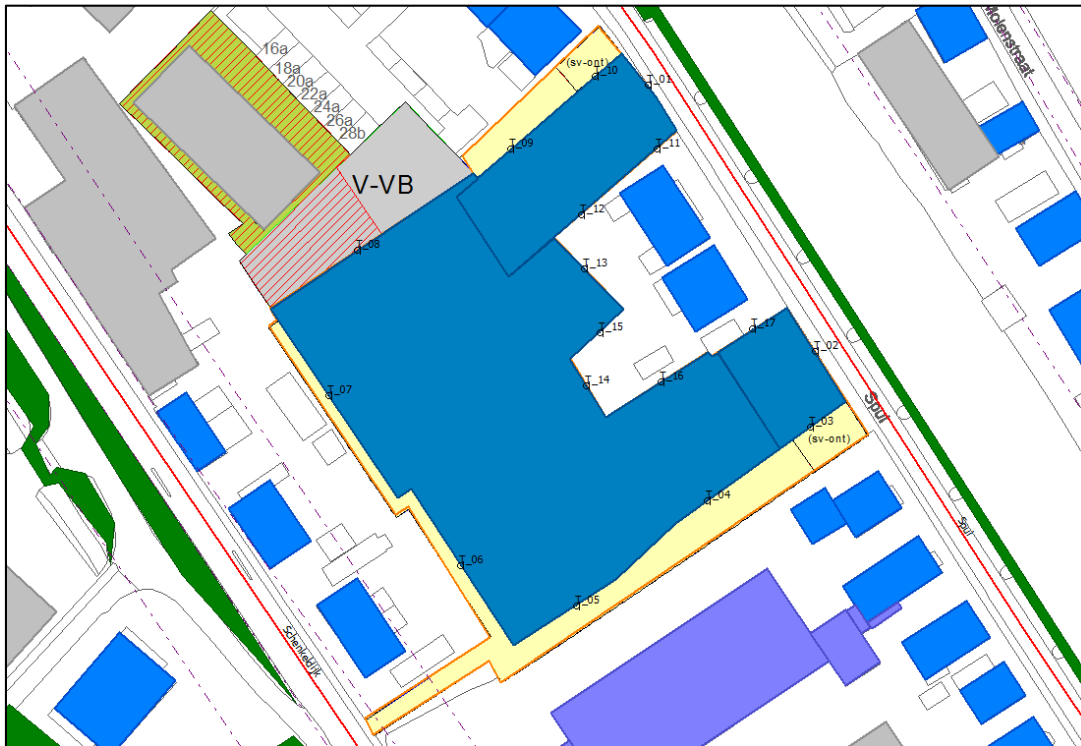 Molenstraat
16a
18a
20a
22a
24a
26a
28b
V-VB
(sv-ont)
T_10
T_01
T_09
T_11
T_12
T_08
T_13
T_15
T_17
T_02
T_14
T_16
T_07
T_03
(sv-ont)
Spui
T_04
Spui
T_06
T_05
Schenkeldijk